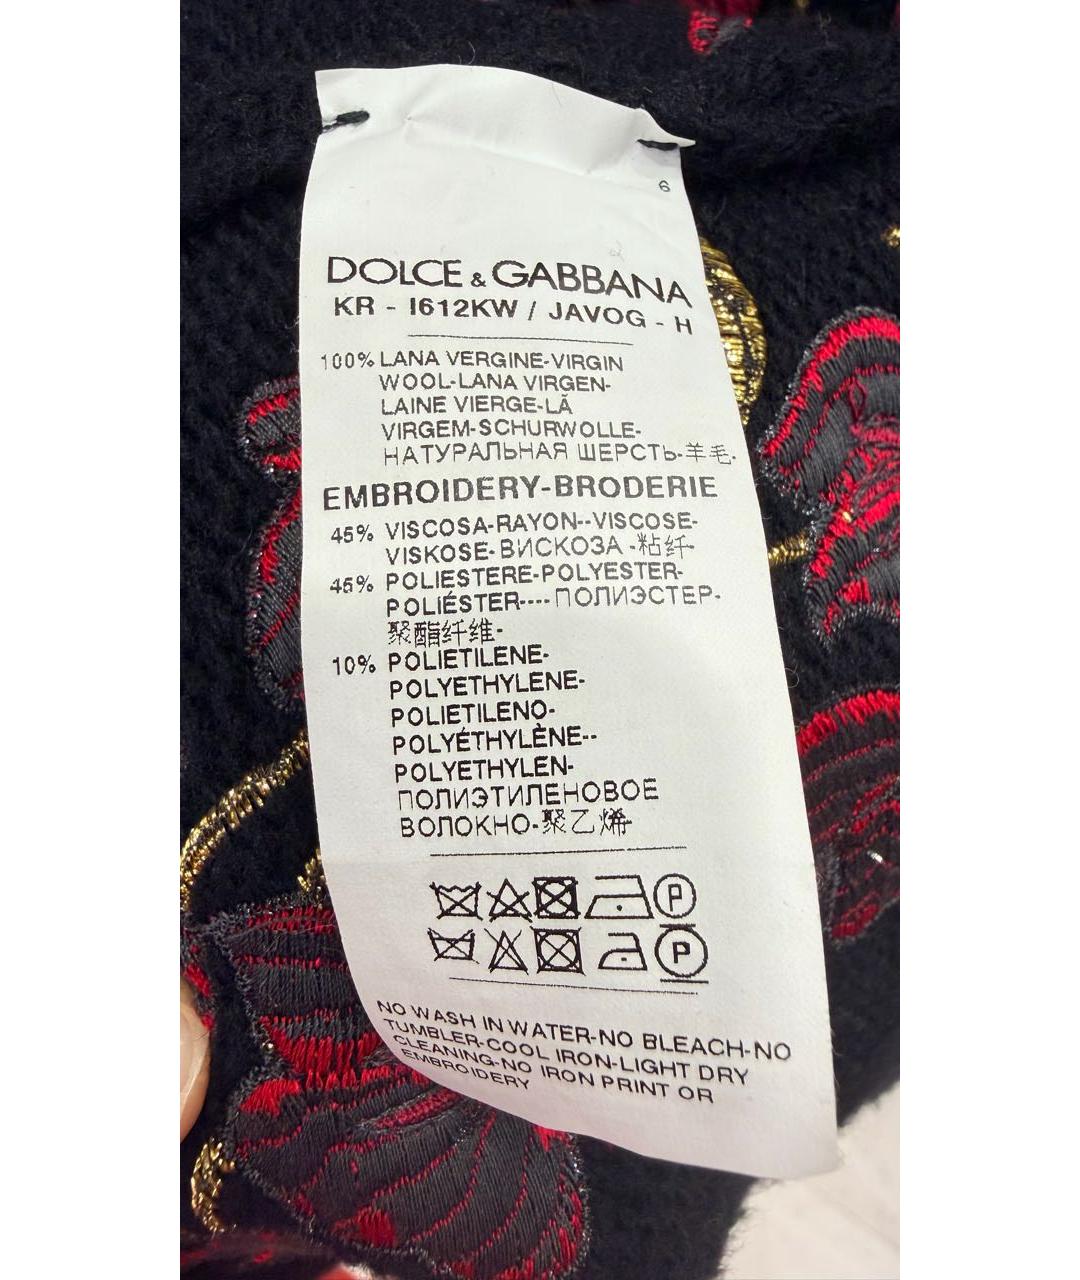 6
DOLCE & GABBANA
KR - I612KW / JAVOG - H
100% LANA VERGINE-VIRGIN
WOOL-LANA VIRGEN-
LAINE VIERGE-LÃ
VIRGEM-SCHURWOLLE-
НАТУРАЛЬНАЯ ШЕРСТЬ-羊毛-
EMBROIDERY-BRODERIE
45% VISCOSA-RAYON--VISCOSE-
VISKOSE-ВИСКОЗА -粘纤-
45% POLIESTERE-POLYESTER-
POLIÉSTER----ПОЛИЭСТЕР-
聚酯纤维-
10% POLIETILENE-
POLYETHYLENE-
POLIETILENO-
POLYÉTHYLÈNE--
POLYETHYLEN-
ПОЛИЭТИЛЕНОВОЕ
ВОЛОКНО-聚乙烯-
P
P
NO WASH IN WATER-NO BLEACH-NO
TUMBLER-COOL IRON-LIGHT DRY
CLEANING-NO IRON PRINT OR
EMBROIDERY